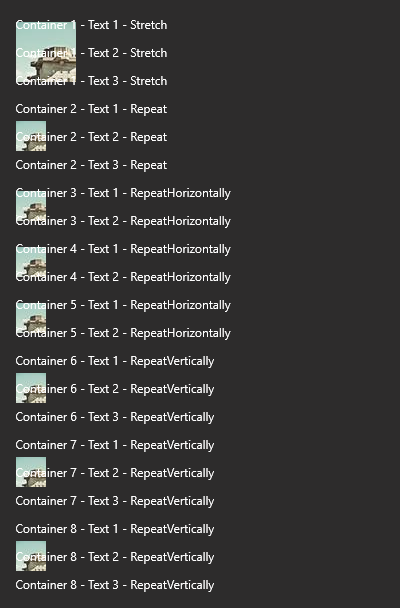 Container 1 - Text 1 - Stretch
Container 1 - Text 2 - Stretch
Container 1 - Text 3 - Stretch
Container 2 - Text 1 - Repeat
Container 2 - Text 2 - Repeat
Container 2 - Text 3 - Repeat
Container 3 - Text 1 - RepeatHorizontally
Container 3 - Text 2 - RepeatHorizontally
Container 4 - Text 1 - RepeatHorizontally
Container 4 - Text 2 - RepeatHorizontally
Container 5 - Text 1 - RepeatHorizontally
Container 5 - Text 2 - RepeatHorizontally
Container 6 - Text 1 - RepeatVertically
Container 6 - Text 2 - RepeatVertically
Container 6 - Text 3 - RepeatVertically
Container 7 - Text 1 - RepeatVertically
Container 7 - Text 2 - RepeatVertically
Container 7 - Text 3 - RepeatVertically
Container 8 - Text 1 - RepeatVertically
Container 8 - Text 2 - RepeatVertically
Container 8 - Text 3 - RepeatVertically